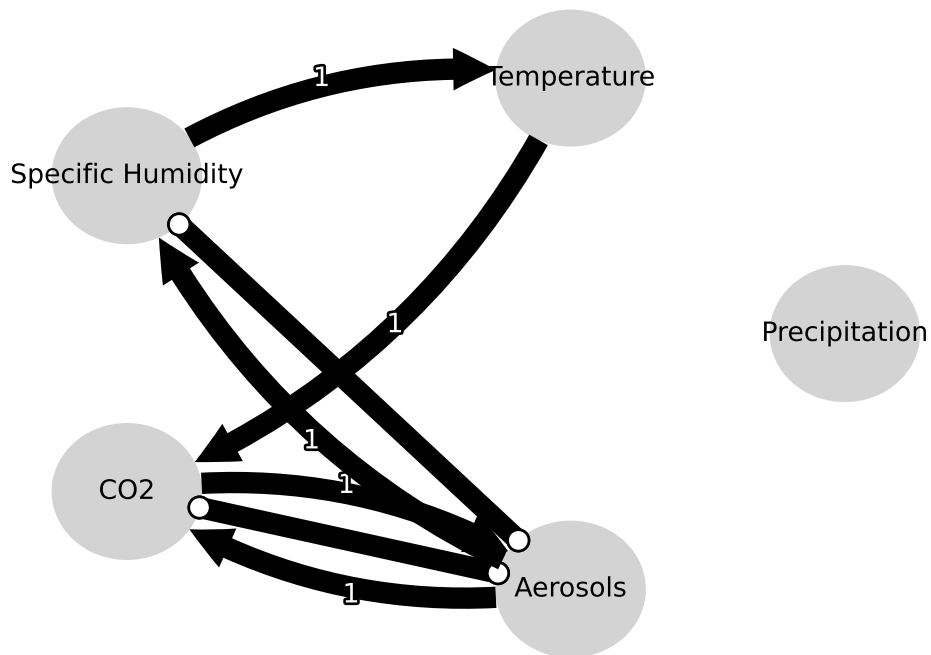 Temperature
1
Specific Humidity
1
Precipitation
1
1
CO2
Aerosols
1